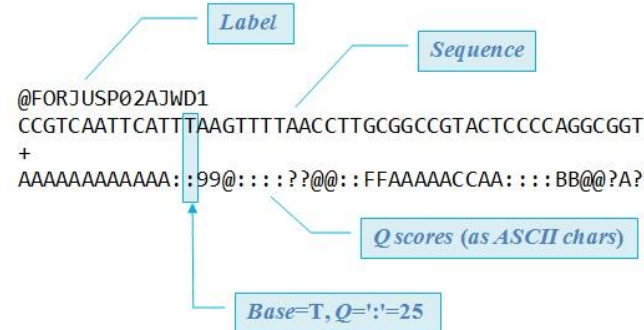 Label
Sequence
@FORJUSP02AJWD1
CCGTCAATTCATTTAAGTTTTAACCTTGCGGCCGTACTCCCCAGGCGGT
+
AAAAAAAAAAAA::99@::::??@@::FFAAAAACCAA::::BB@@?A?
Q scores (as ASCII chars)
Base=T, Q=':'=25